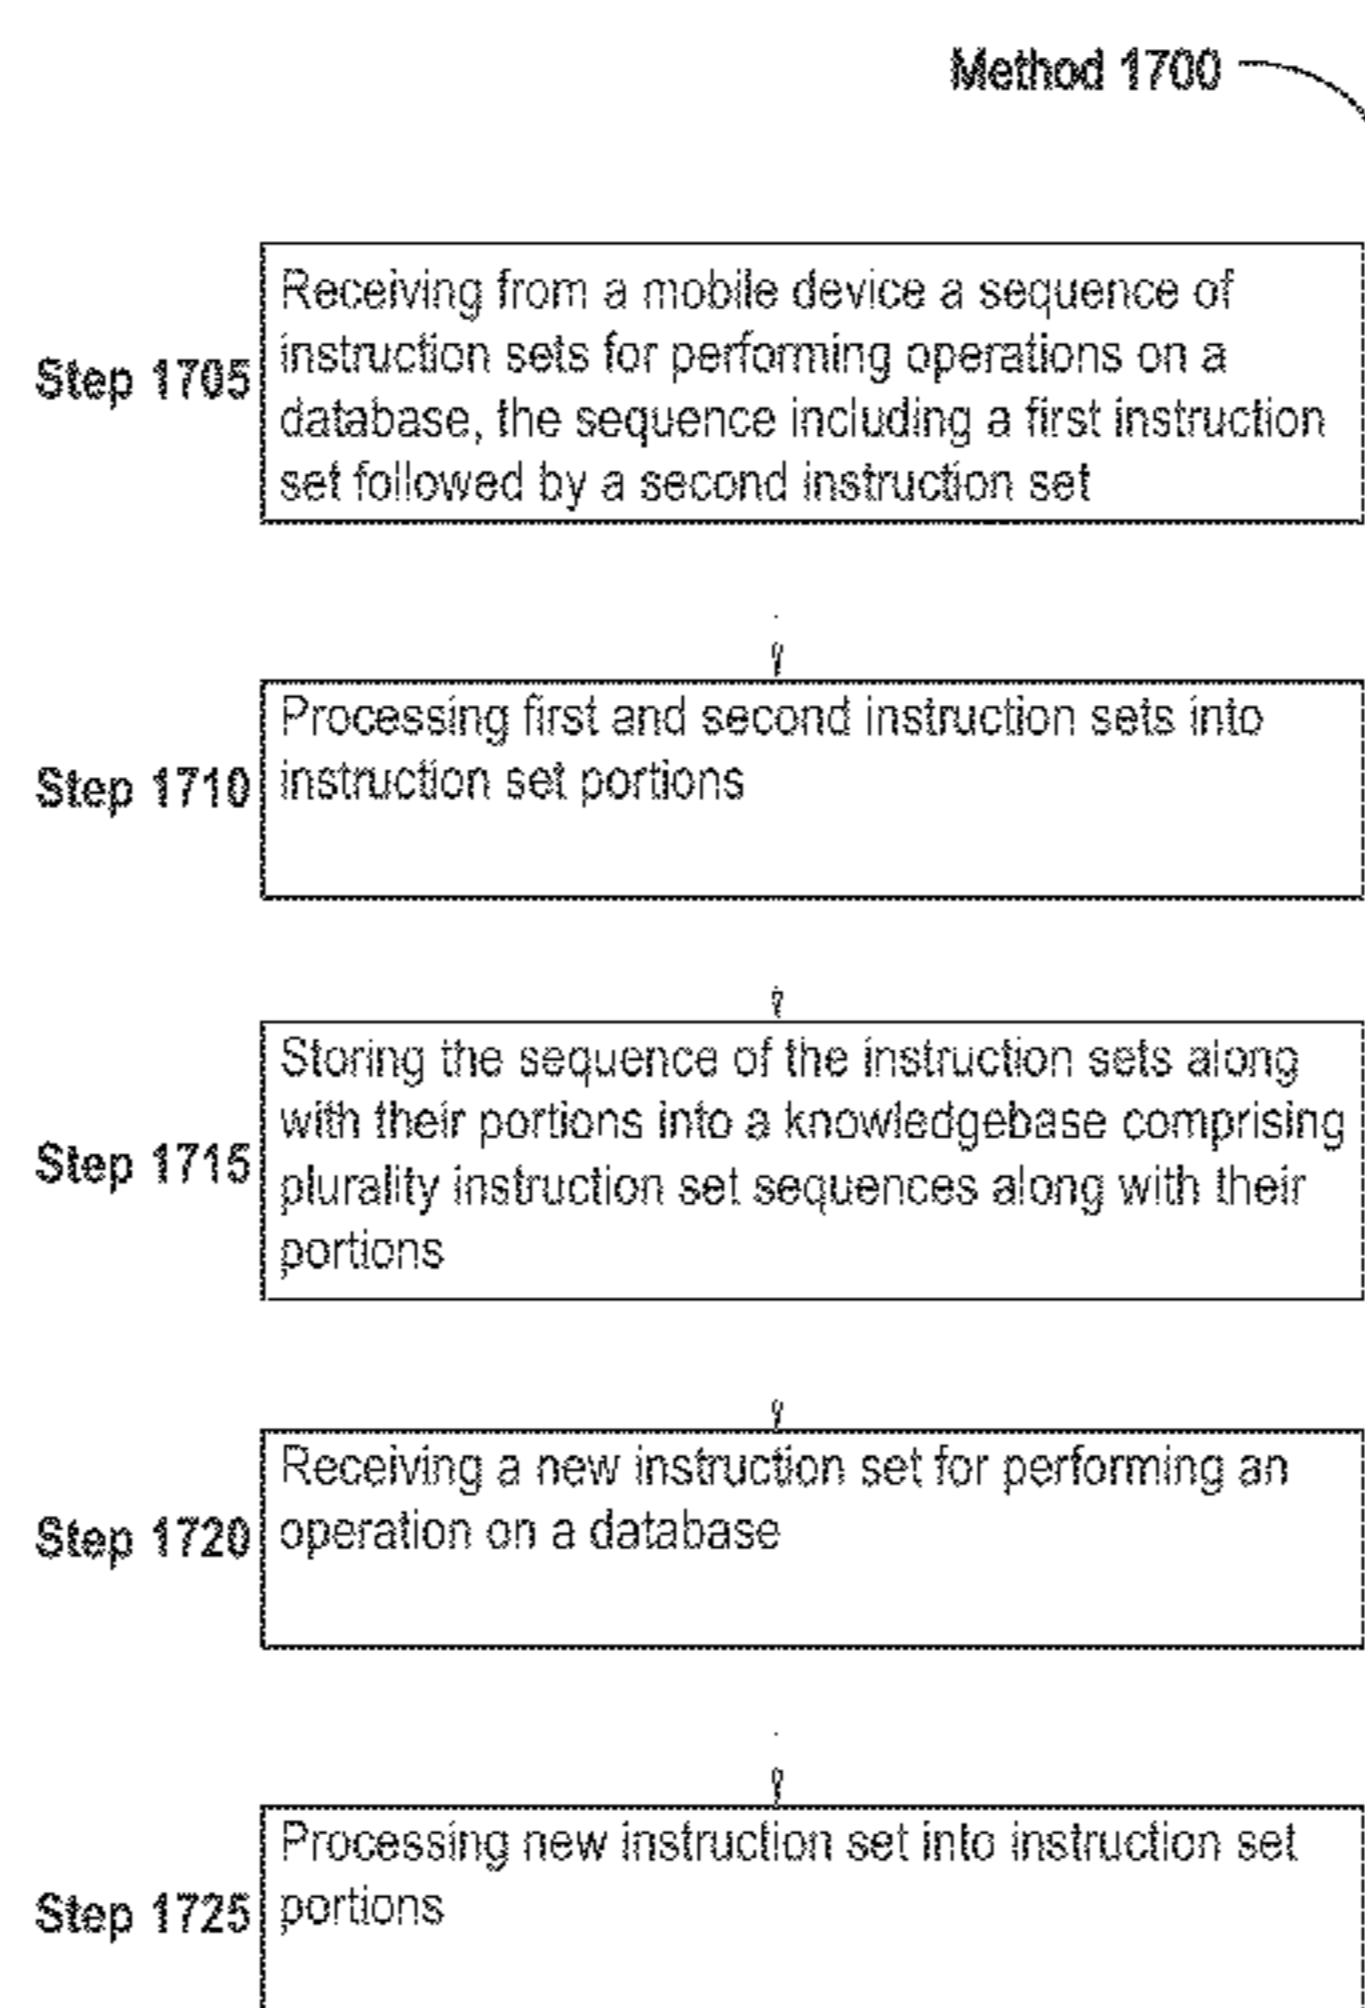 Method 1700
Receiving from a mobile device a sequence of
instruction sets for performing operations on a
database, the sequence including a first instruction
set followed by a second instruction set
Step 1705
Processing first and second instruction sets into
instruction set portions
Step 1710
Storing the sequence of the instruction sets along
with their portions into a knowledgebase comprising
plurality instruction set sequences along with their
portions
Step 1715
Receiving a new instruction set for performing an
operation on a database
Step 1720
Processing new instruction set into instruction set
portions
Step 1725